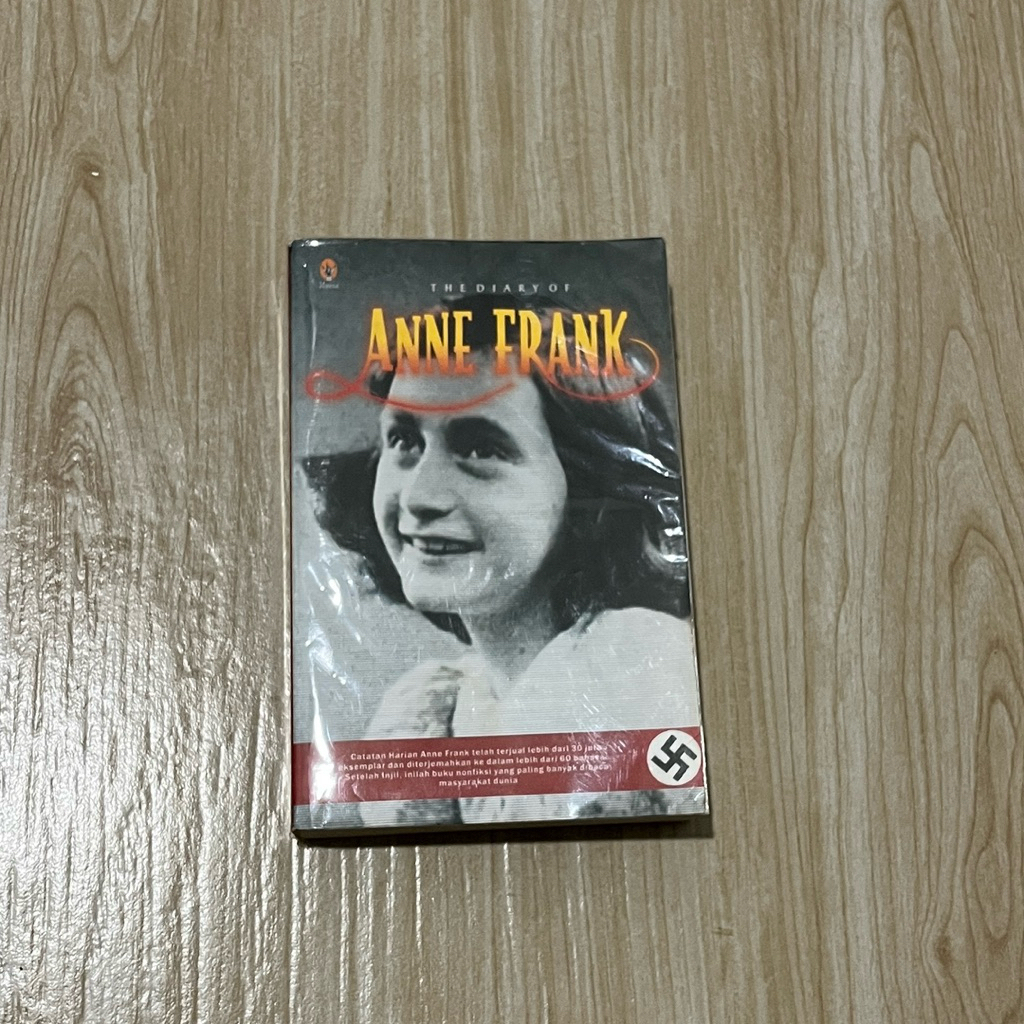 THE DIARY OF
ANNE FRANK
Catatan Harian Anne Frank telah terjual lebih dari 30 juta
eksemplar dan diterjemahkan ke dalam lebih dari 60 bahasa.
Setelah Injil, inilah buku nonfiksi yang paling banyak dibaca
masyarakat dunia